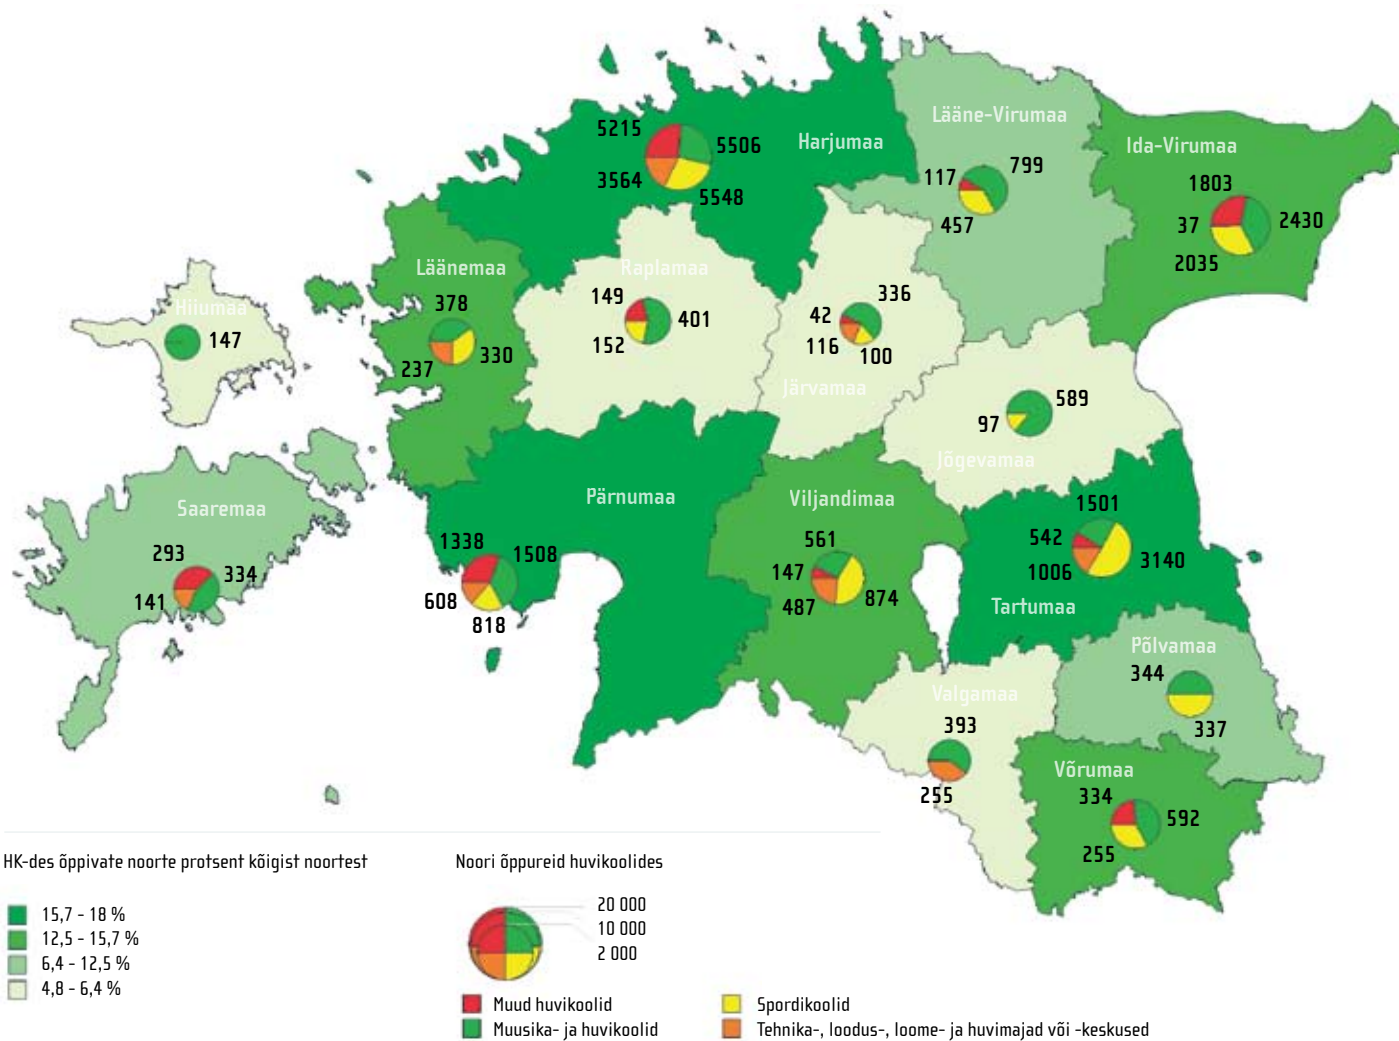 Lääne-Virumaa
Harjumaa
Ida-Virumaa
5215
5506
3564
5548
117
799
457
1803
37
2430
2035
Läänemaa
378
237
330
Raplamaa
149
401
152
336
42
116
100
Järvamaa
Hiiumaa
147
589
97
Jõgevamaa
Saaremaa
293
334
141
Pärnumaa
1338
1508
608
818
Viljandimaa
561
147
487
874
1501
542
1006
3140
Tartumaa
Põlvamaa
344
337
Valgamaa
393
255
Võrumaa
334
592
255
HK-des õppivate noorte protsent kõigist noortest
15,7 - 18 %
12,5 - 15,7 %
6,4 - 12,5 %
4,8 - 6,4 %
Noori õppureid huvikoolides
20 000
10 000
2 000
Muud huvikoolid
Muusika- ja huvikoolid
Spordikoolid
Tehnika-, loodus-, loome- ja huvimajad või -keskused